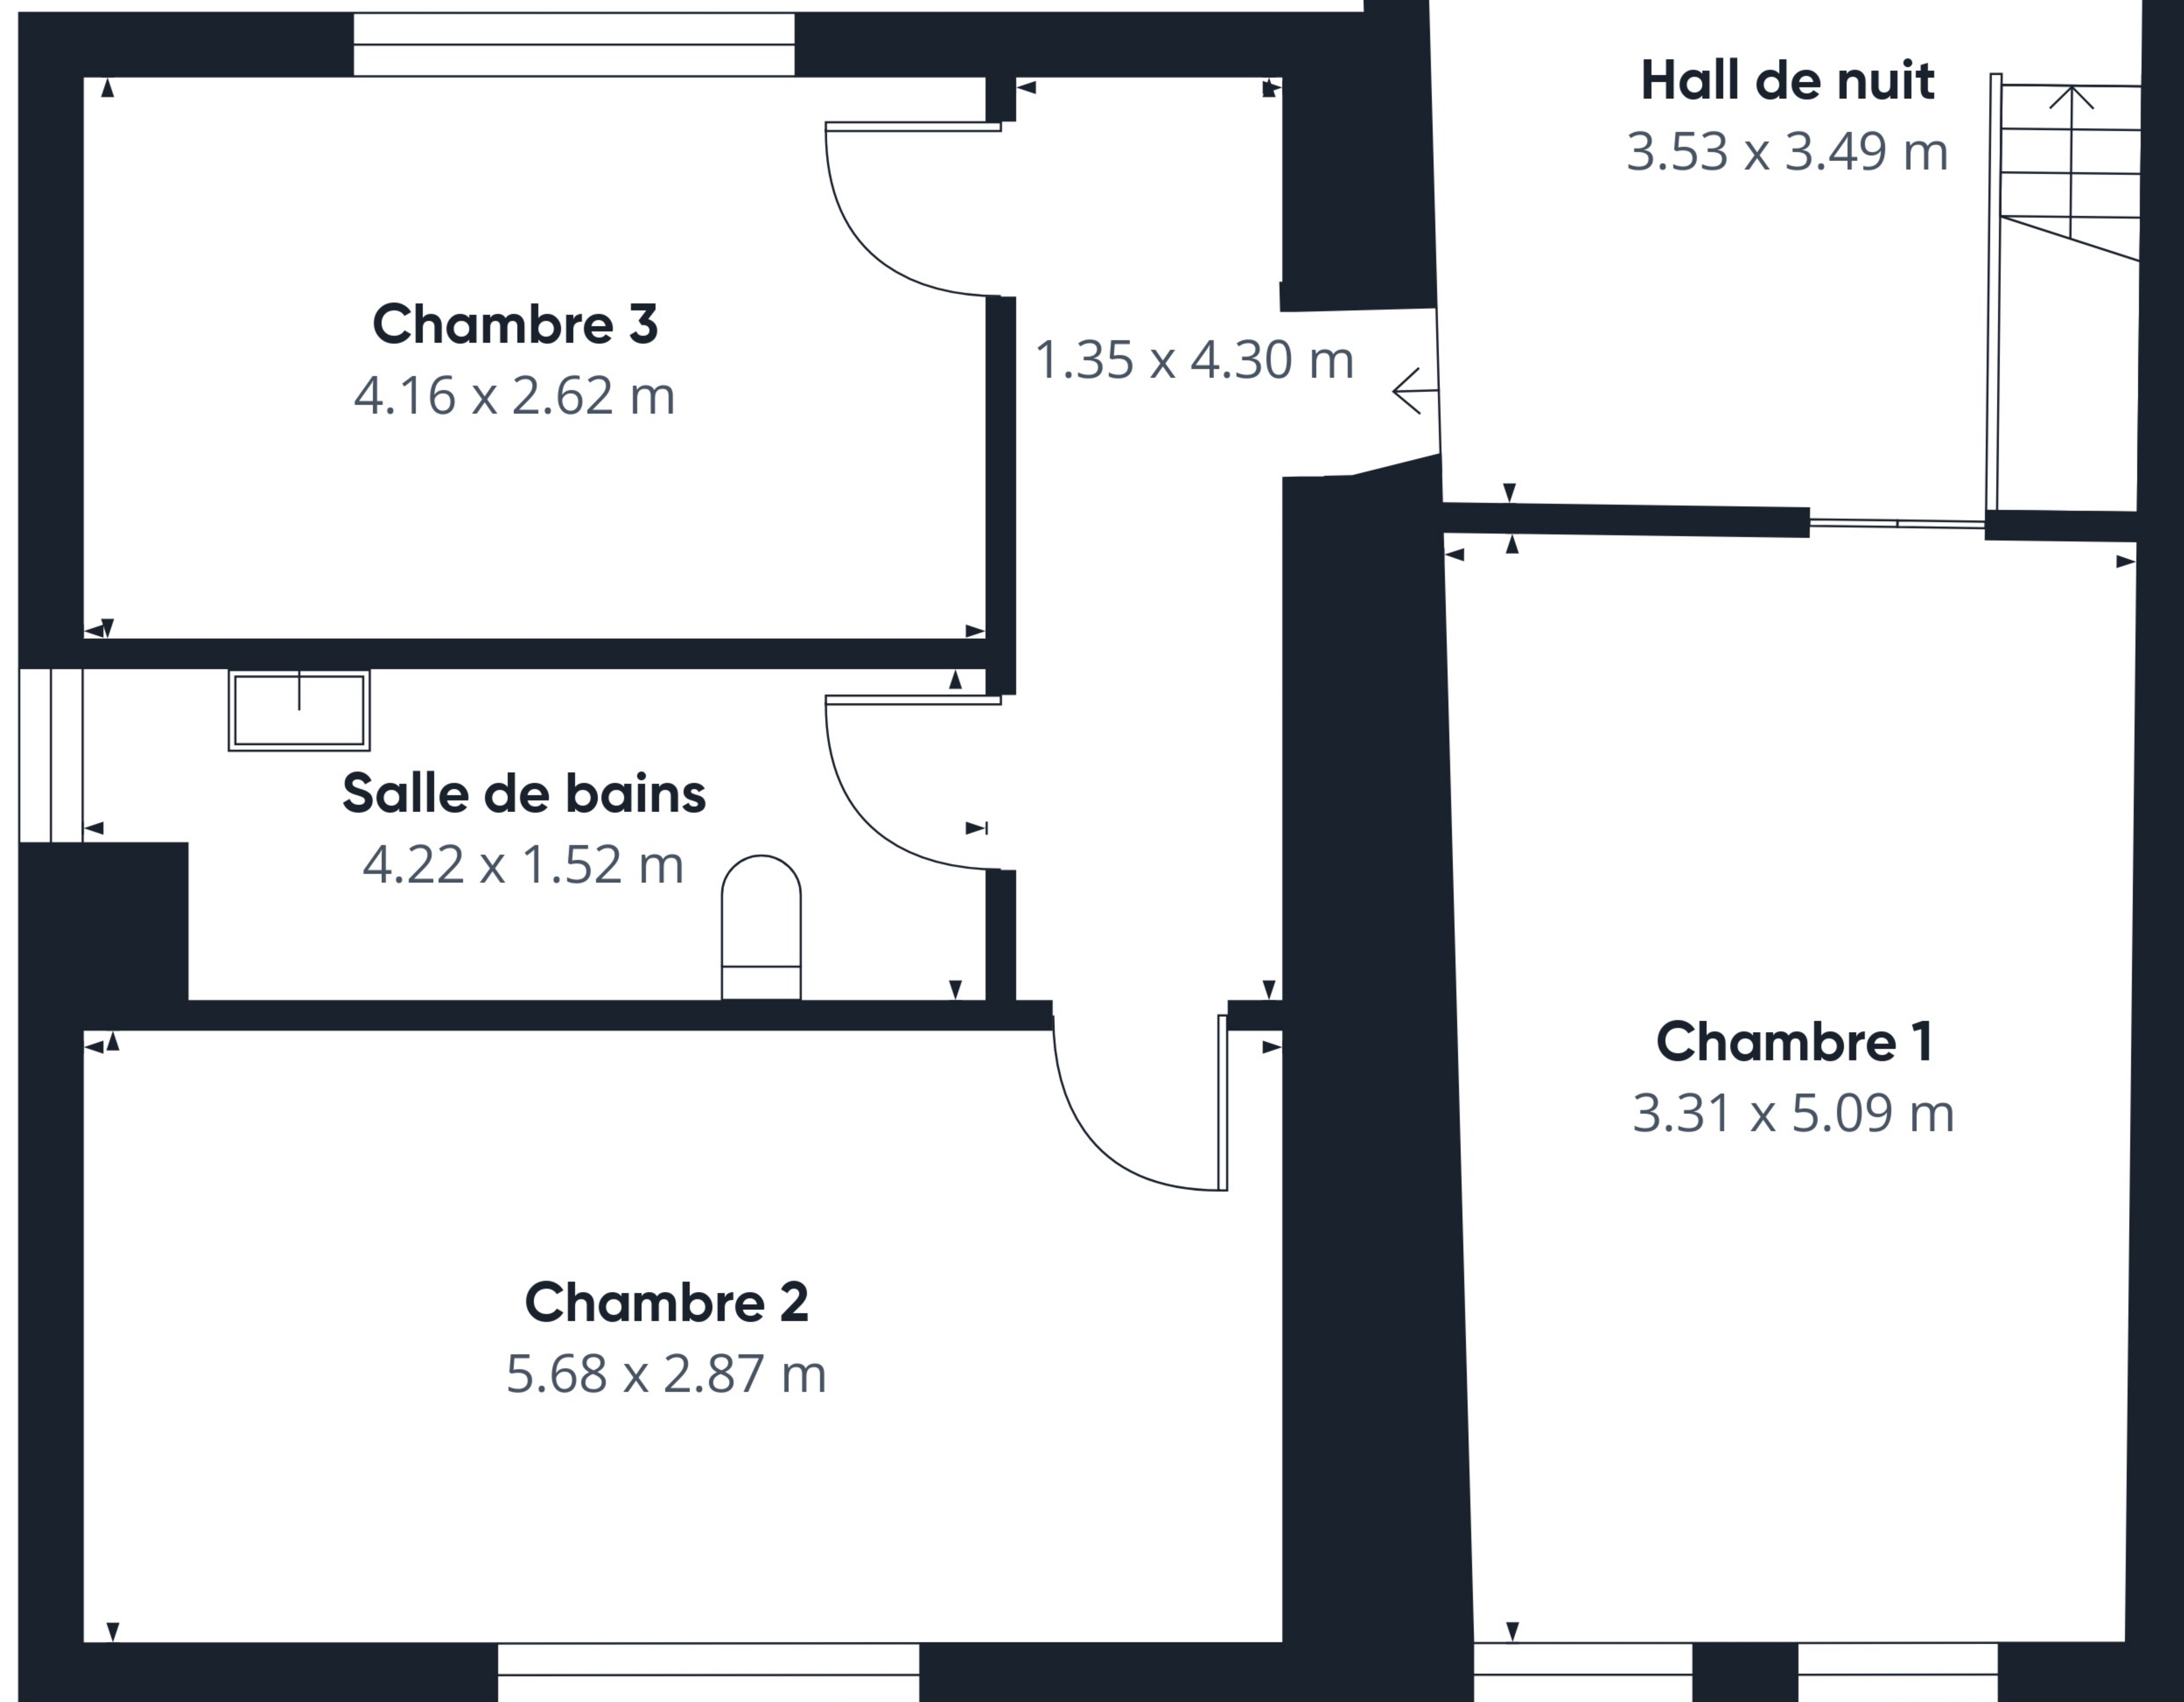 Hall de nuit
3.53 x 3.49 m
Chambre 3
4.16 x 2.62 m
1.35 x 4.30 m
Salle de bains
4.22 x 1.52 m
Chambre 1
3.31 x 5.09 m
Chambre 2
5.68 x 2.87 m